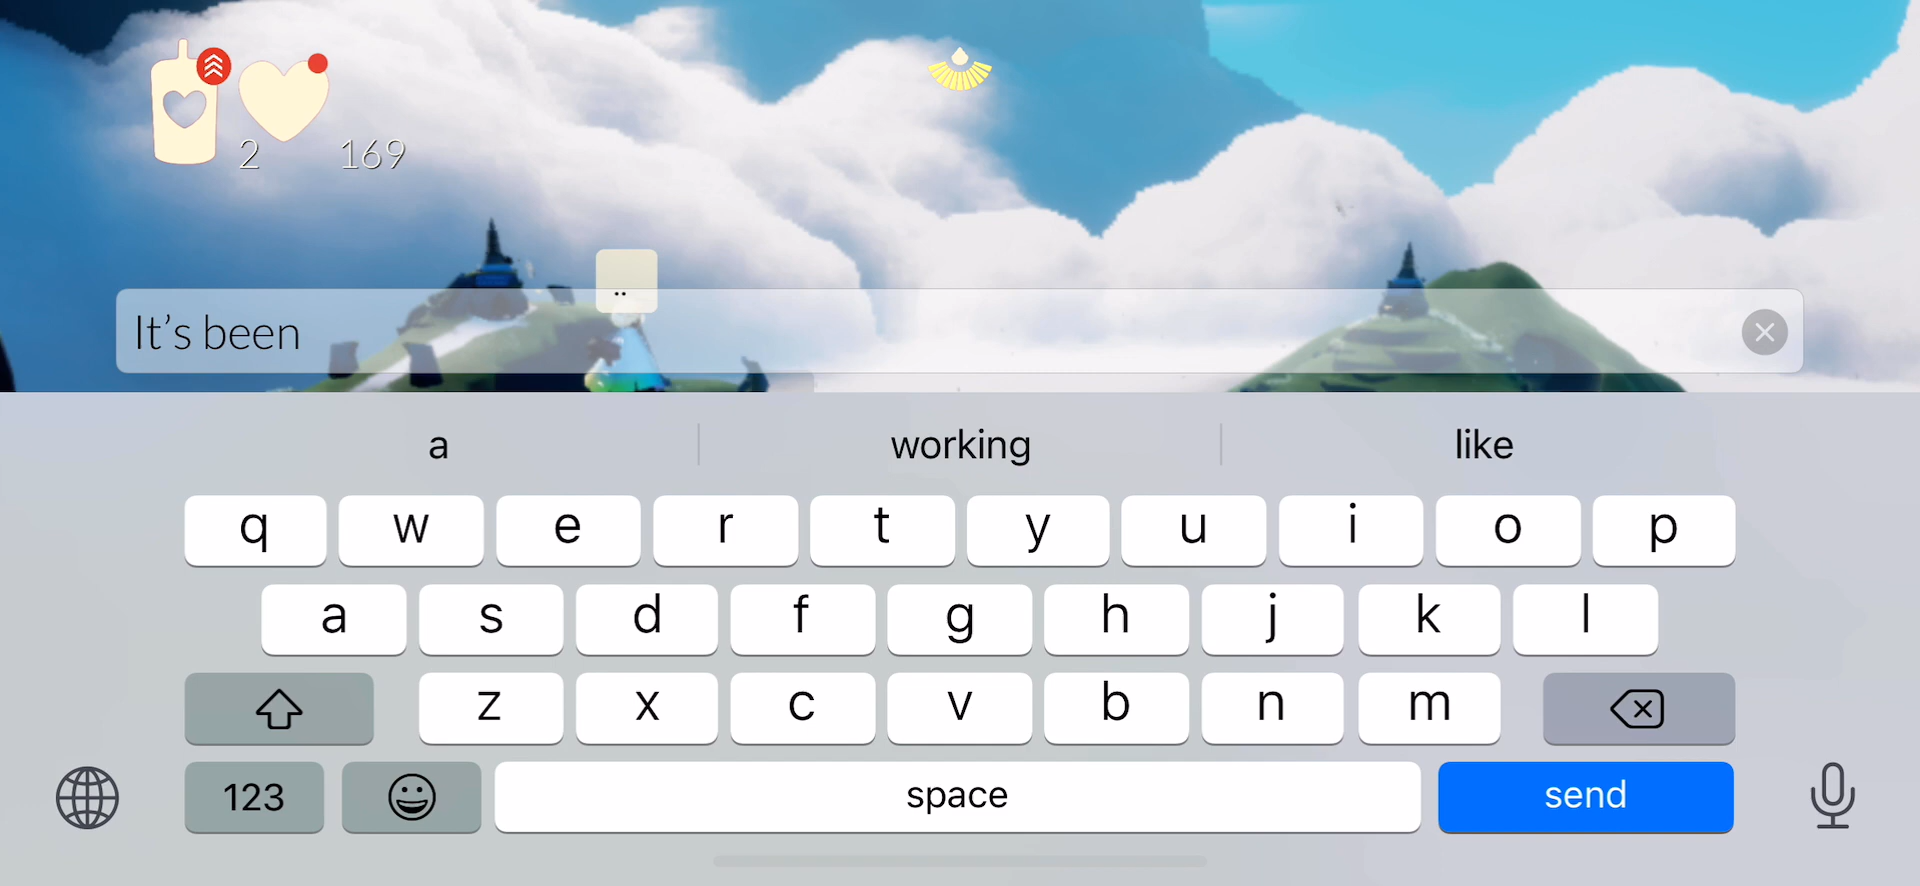 2 169
..
It’s been
a working like
q w e r t y u i o p
a s d f g h j k l
z x c v b n m
123 space send